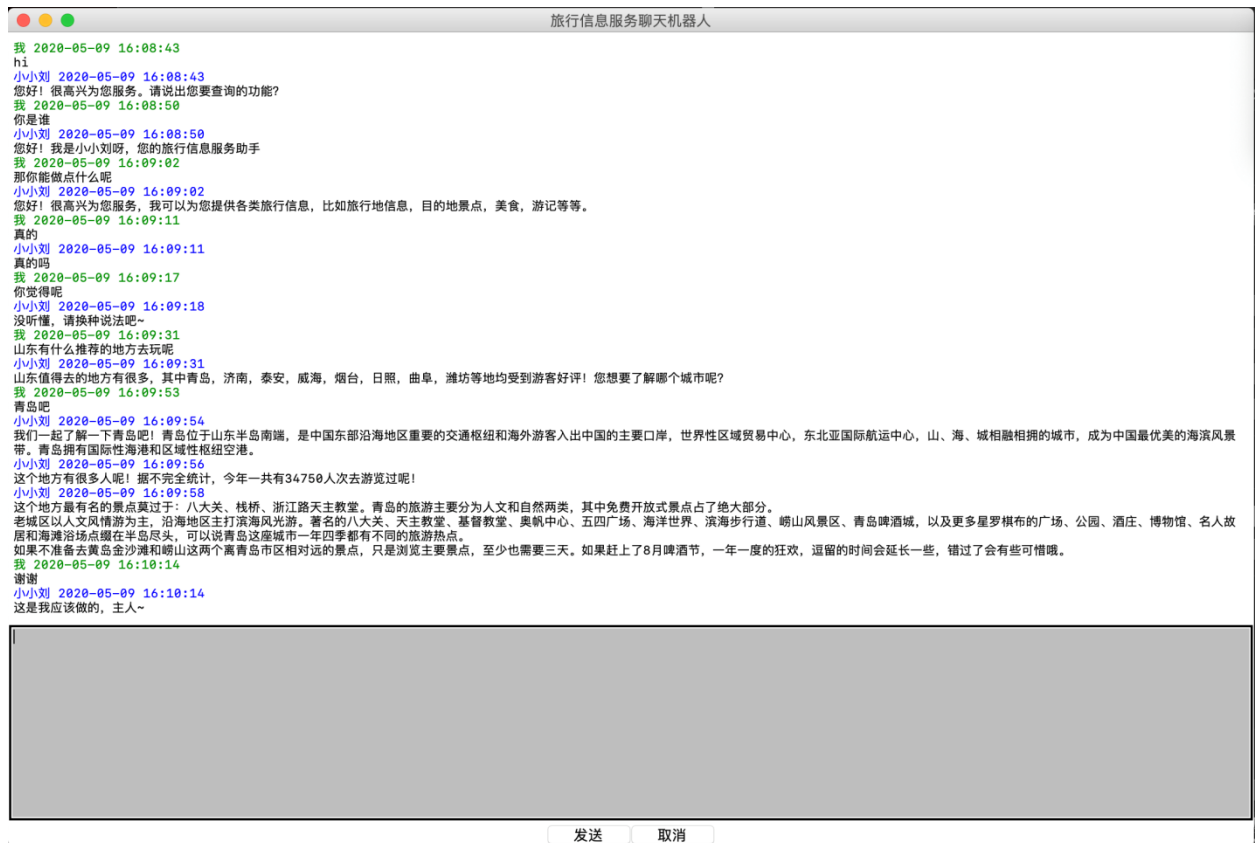 旅行信息服务聊天机器人
我 2020-05-09 16:08:43
hi
小小刘 2020-05-09 16:08:43
您好！很高兴为您服务。请说出您要查询的功能?
我 2020-05-09 16:08:50
你是谁
小小刘 2020-05-09 16:08:50
您好！我是小小刘呀，您的旅行信息服务助手
我 2020-05-09 16:09:02
那你能做点什么呢
小小刘 2020-05-09 16:09:02
您好！很高兴为您服务，我可以为您提供各类旅行信息，比如旅行地信息，目的地景点，美食，游记等等。
我 2020-05-09 16:09:11
真的
小小刘 2020-05-09 16:09:11
真的吗
我 2020-05-09 16:09:17
你觉得呢
小小刘 2020-05-09 16:09:18
没听懂，请换种说法吧~
我 2020-05-09 16:09:31
山东有什么推荐的地方去玩呢
小小刘 2020-05-09 16:09:31
山东值得去的地方有很多，其中青岛，济南，泰安，威海，烟台，日照，曲阜，潍坊等地均受到游客好评！您想要了解哪个城市呢?
我 2020-05-09 16:09:53
青岛吧
小小刘 2020-05-09 16:09:54
我们一起了解一下青岛吧！青岛位于山东半岛南端，是中国东部沿海地区重要的交通枢纽和海外游客入出中国的主要口岸，世界性区域贸易中心，东北亚国际航运中心，山、海、城相融相拥的城市，成为中国最优美的海滨风景
带。青岛拥有国际性海港和区域性枢纽空港。
小小刘 2020-05-09 16:09:56
这个地方有很多人呢！据不完全统计，今年一共有34750人次去游览过呢！
小小刘 2020-05-09 16:09:58
这个地方最有名的景点莫过于：八大关、栈桥、浙江路天主教堂。青岛的旅游主要分为人文和自然两类，其中免费开放式景点占了绝大部分。
老城区以人文风情游为主，沿海地区主打滨海风光游。著名的八大关、天主教堂、基督教堂、奥帆中心、五四广场、海洋世界、滨海步行道、崂山风景区、青岛啤酒城，以及更多星罗棋布的广场、公园、酒庄、博物馆、名人故
居和海滩浴场点缀在半岛尽头，可以说青岛这座城市一年四季都有不同的旅游热点。
如果不准备去黄岛金沙滩和崂山这两个离青岛市区相对远的景点，只是浏览主要景点，至少也需要三天。如果赶上了8月啤酒节，一年一度的狂欢，逗留的时间会延长一些，错过了会有些可惜哦。
我 2020-05-09 16:10:14
谢谢
小小刘 2020-05-09 16:10:14
这是我应该做的，主人~
发送 取消